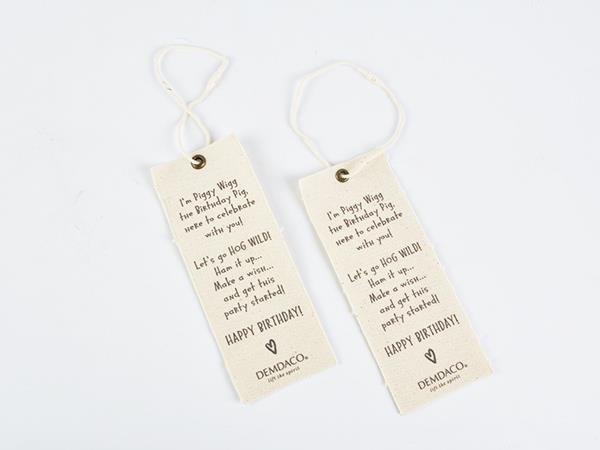 I'm Piggy Wigg
the Birthday Pig,
here to celebrate
with you!
Let's go HOG WILD!
Ham it up...
Make a wish...
and get this
party started!
HAPPY BIRTHDAY!
DEMDACO®
lift the spirit
I'm Piggy Wigg
the Birthday Pig,
here to celebrate
with you!
Let's go HOG WILD!
Ham it up...
Make a wish...
and get this
party started!
HAPPY BIRTHDAY!
DEMDACO®
lift the spirit